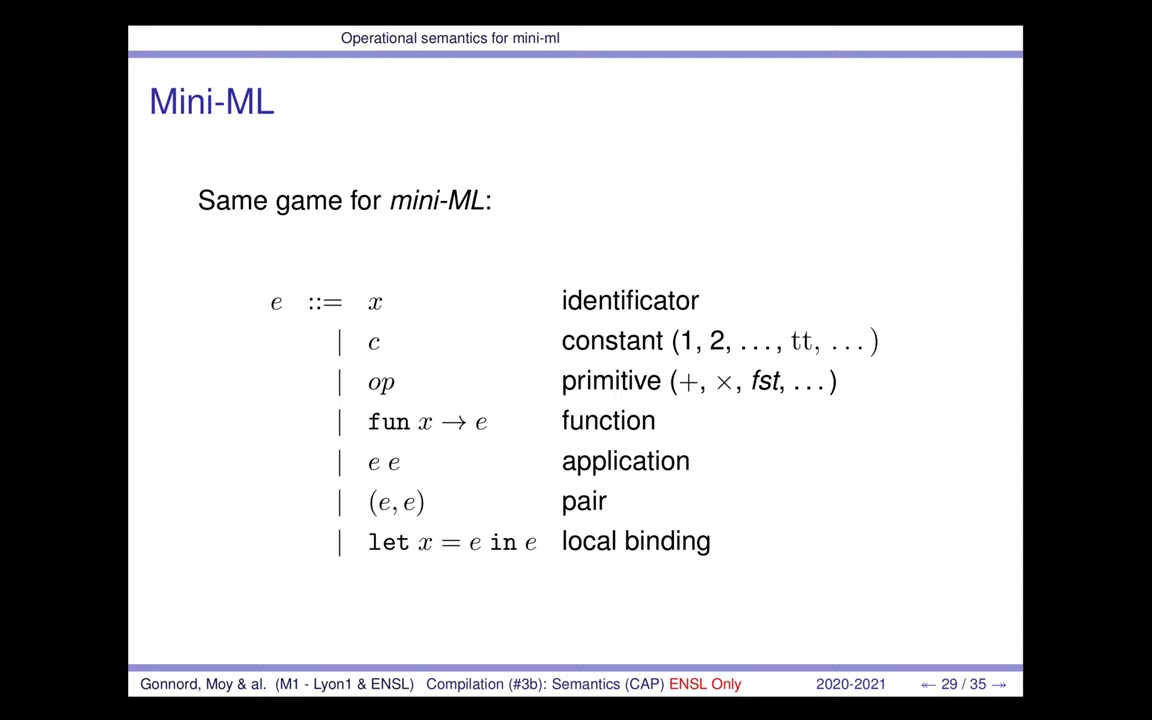 Operational semantics for mini-ml
Mini-ML
Same game for mini-ML:
e ::= x identificator
| c constant (1, 2, . . . , tt, . . . )
| op primitive (+, ×, fst, . . . )
| fun x → e function
| e e application
| (e, e) pair
| let x = e in e local binding
Gonnord, Moy & al. (M1 - Lyon1 & ENSL) Compilation (#3b): Semantics (CAP) ENSL Only 2020-2021 ← 29 / 35 →